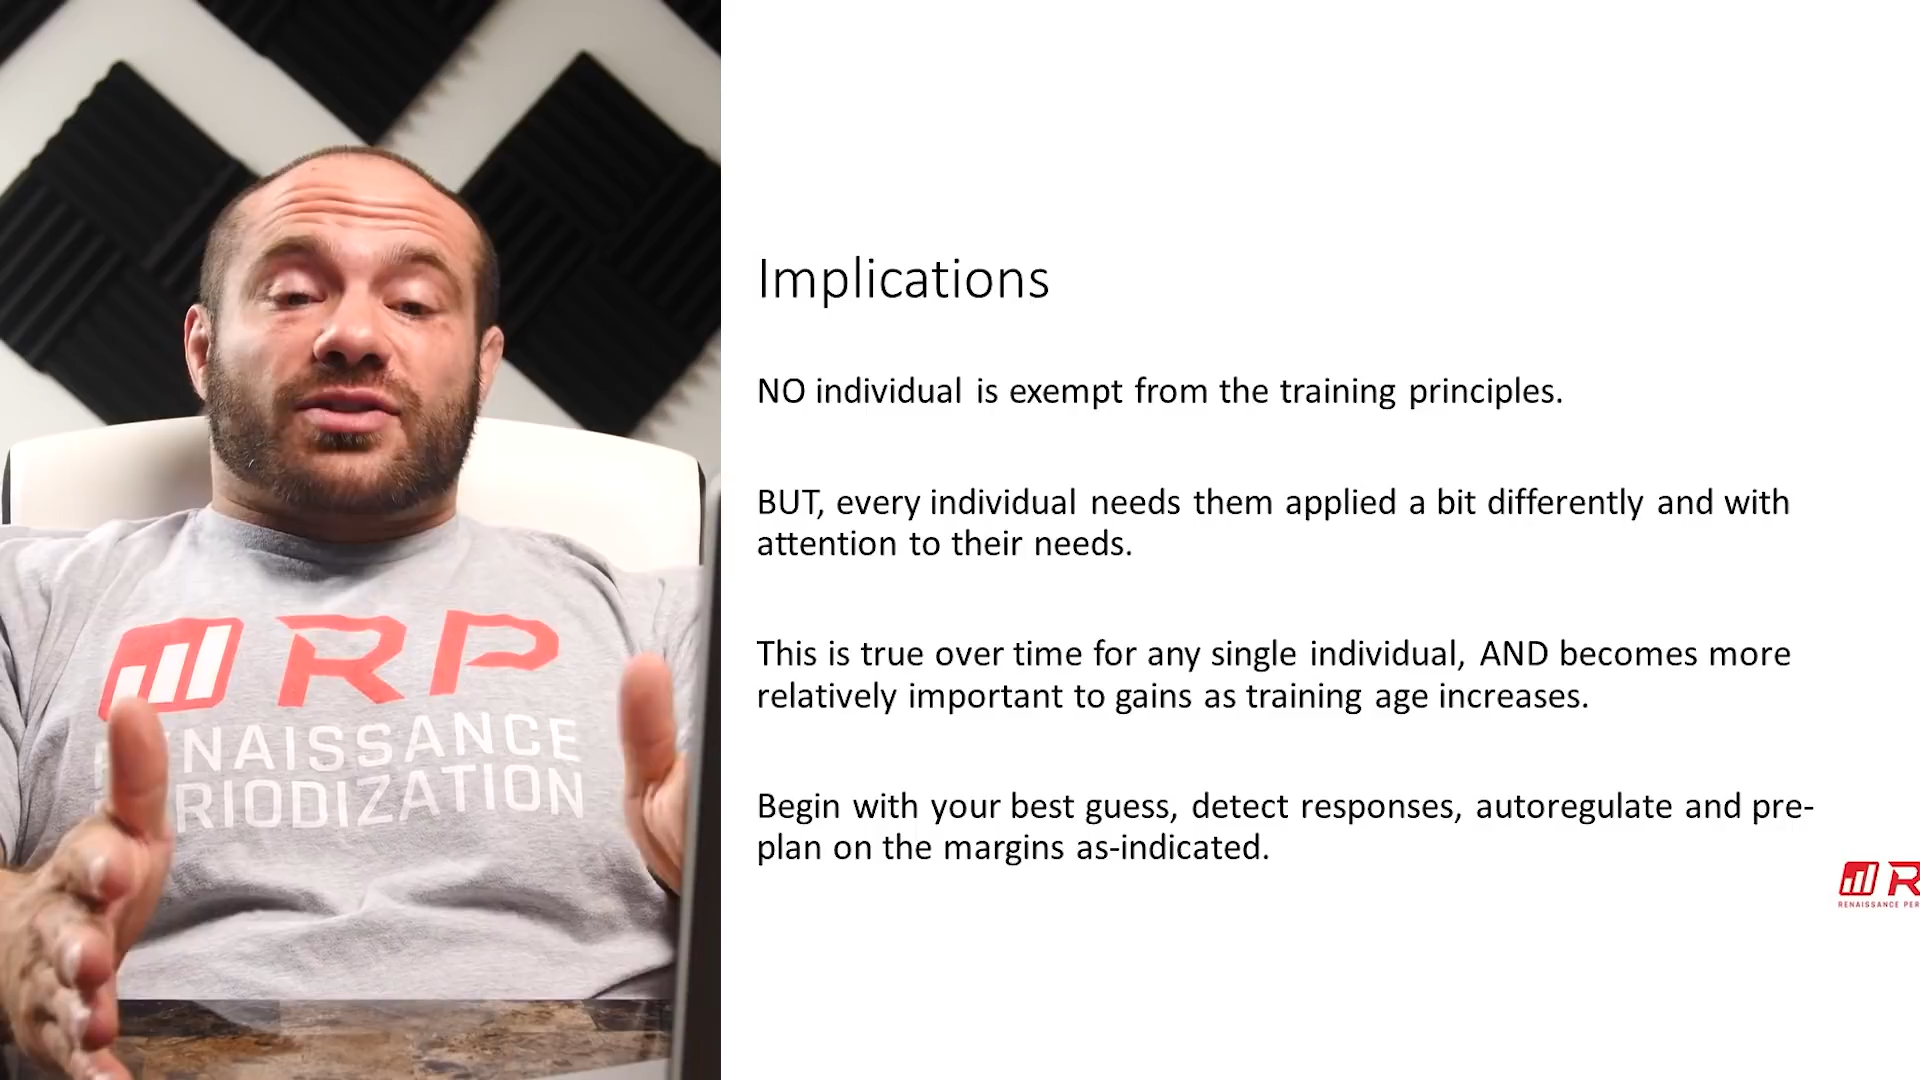 RP
RENAISSANCE
RIODIZATION
Implications
NO individual is exempt from the training principles.
BUT, every individual needs them applied a bit differently and with
attention to their needs.
This is true over time for any single individual, AND becomes more
relatively important to gains as training age increases.
Begin with your best guess, detect responses, autoregulate and pre-
plan on the margins as-indicated.
R
RENAISSANCE PER